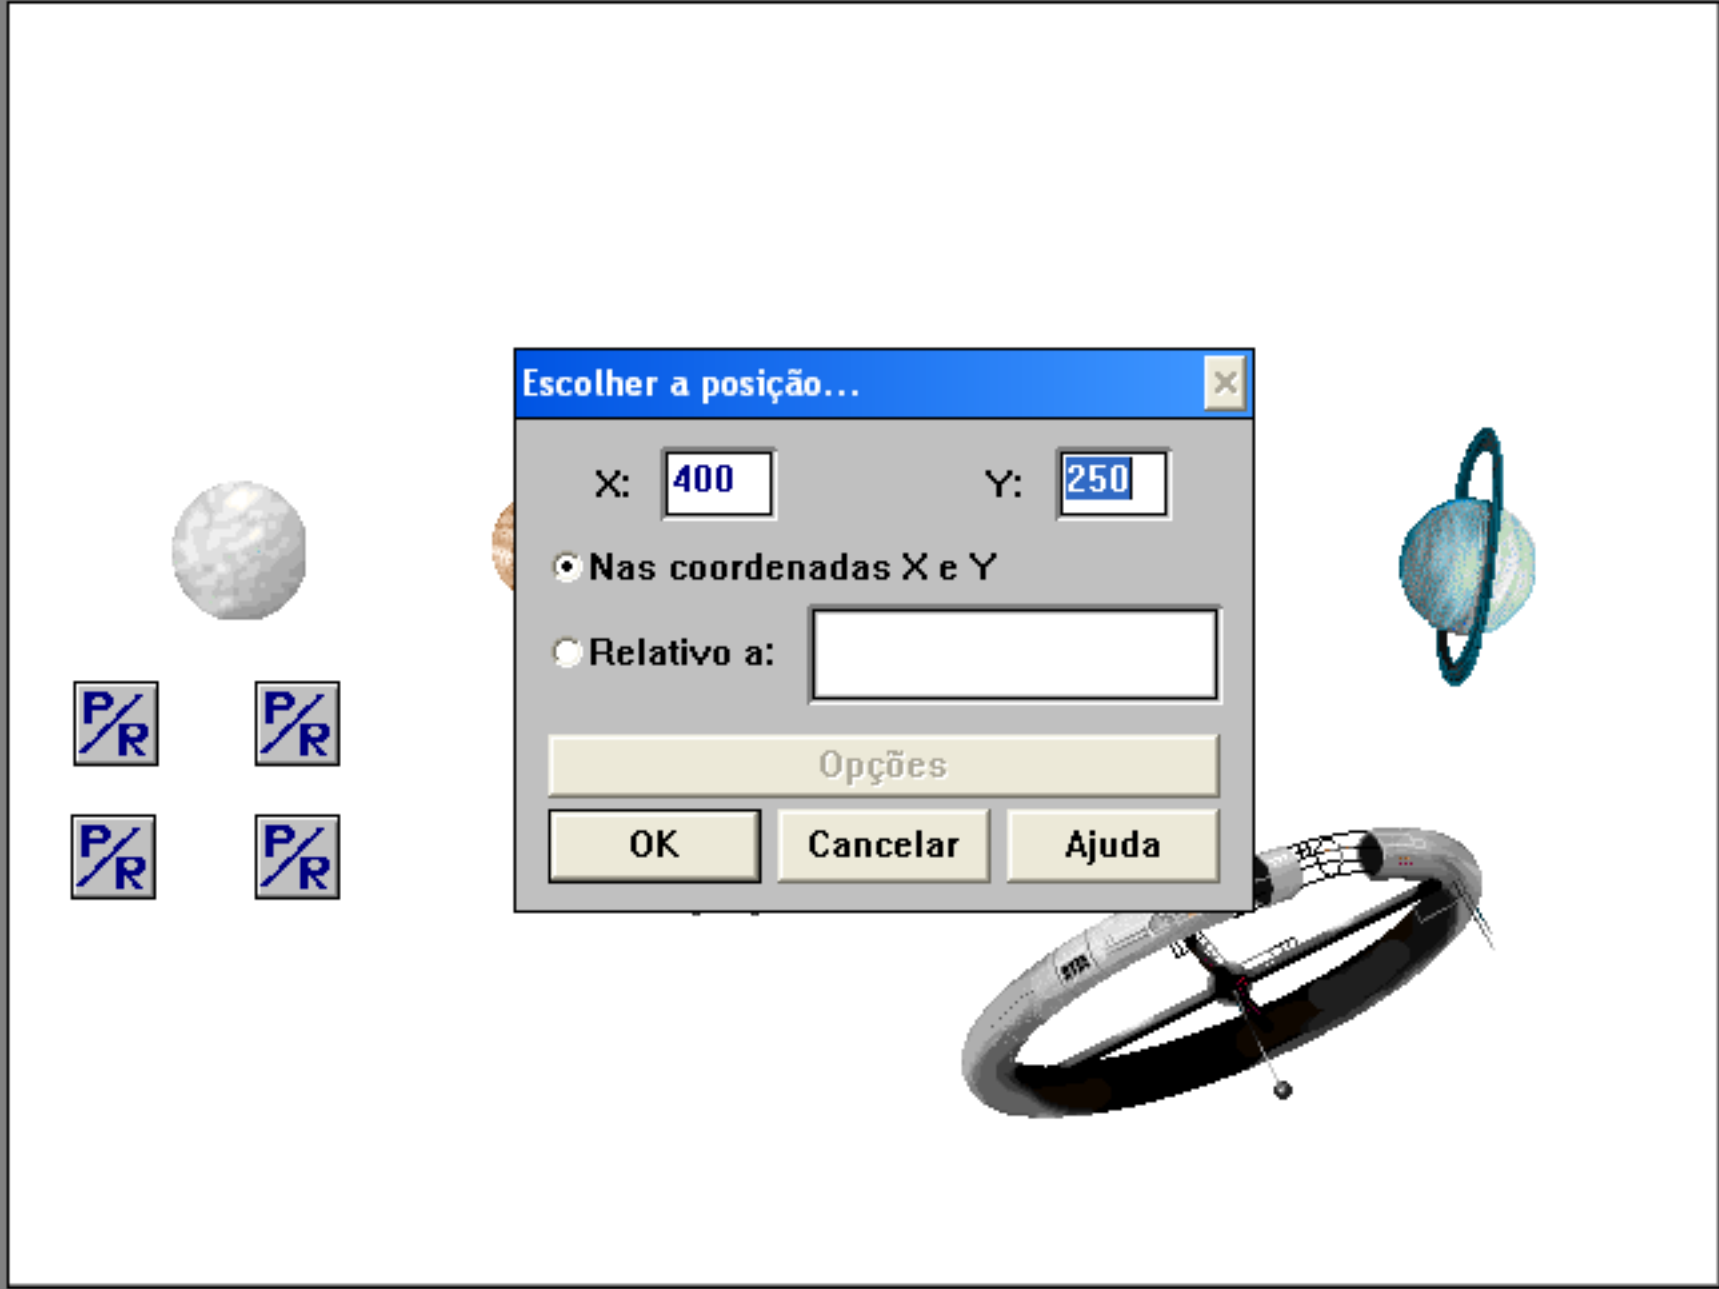 Escolher a posição...
X: 400 Y: 250
Nas coordenadas X e Y
Relativo a:
P/R P/R
Opções
P/R P/R
OK Cancelar Ajuda